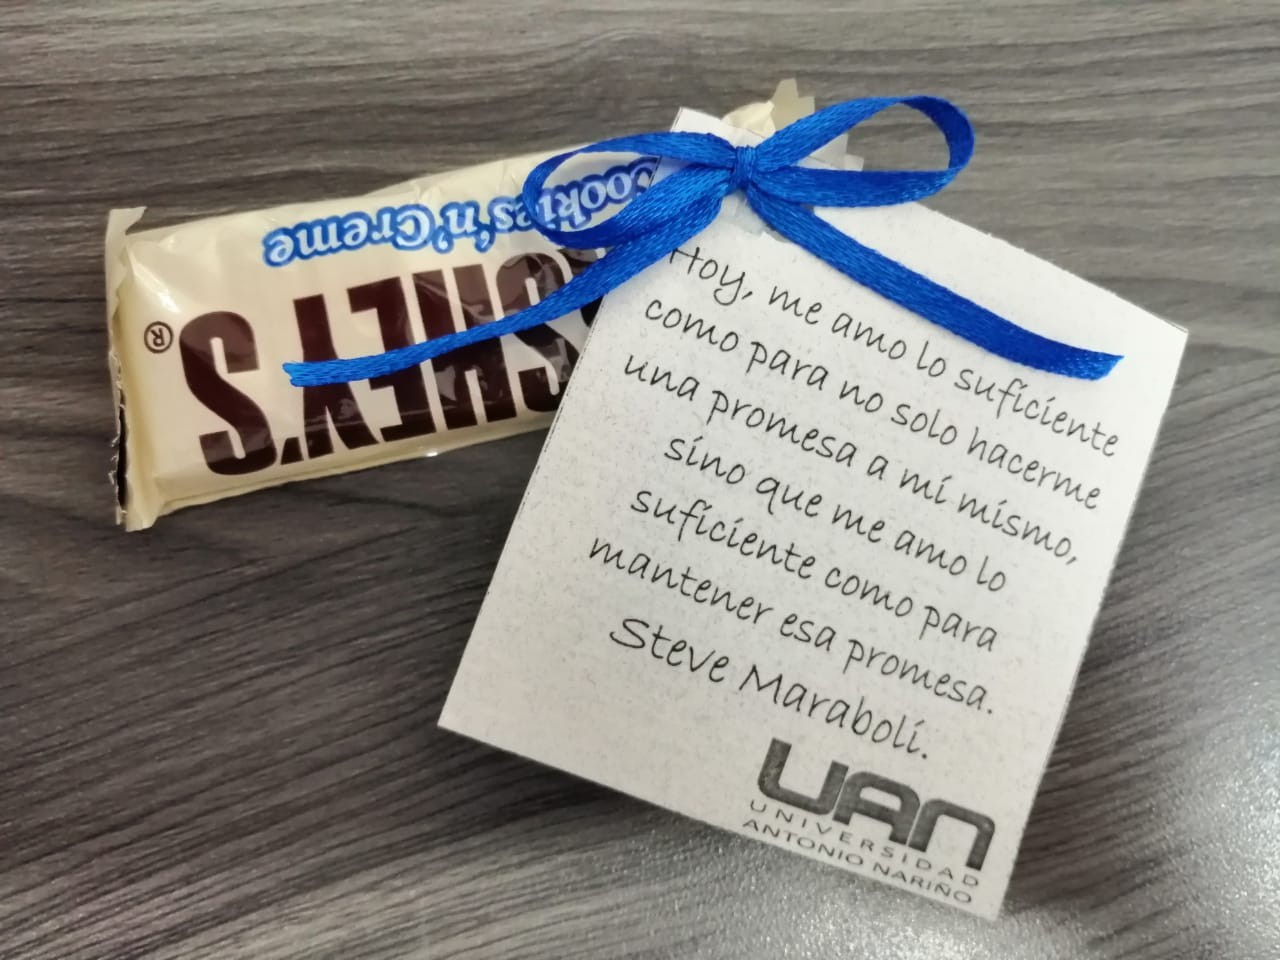 Cookies'n'Creme
HERSHEY'S
®
Hoy, me amo lo suficiente
como para no solo hacerme
una promesa a mí mismo,
sino que me amo lo
suficiente como para
mantener esa promesa.
Steve Maraboli.
UAN
UNIVERSIDAD
ANTONIO NARIÑO